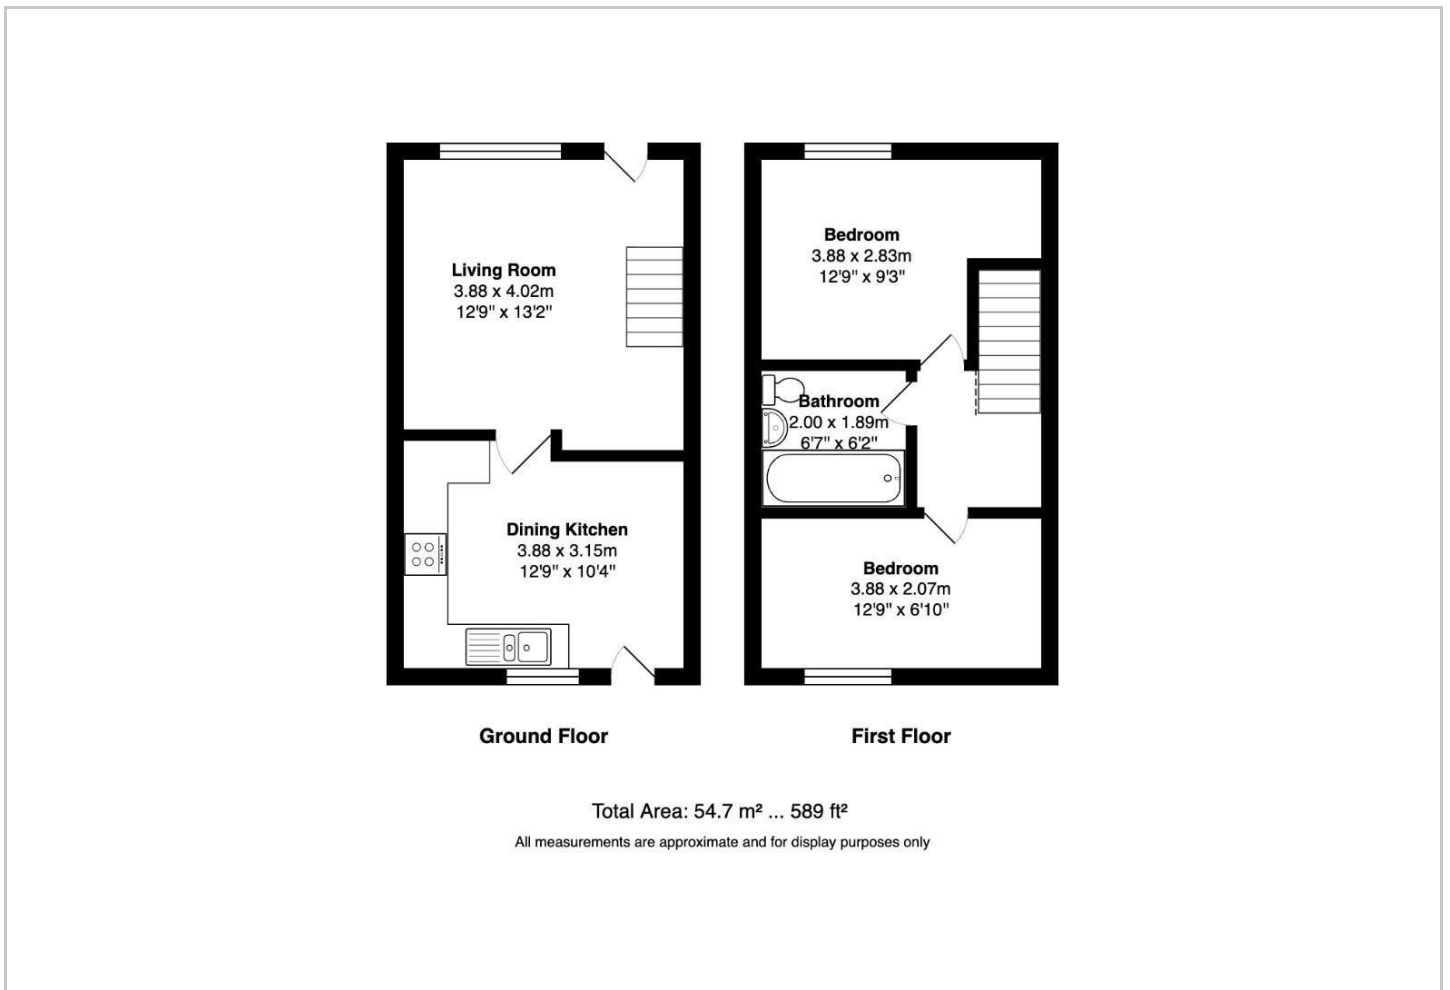 Living Room
3.88 x 4.02m
12'9" x 13'2"
Dining Kitchen
3.88 x 3.15m
12'9" x 10'4"
Ground Floor
Bedroom
3.88 x 2.83m
12'9" x 9'3"
Bathroom
2.00 x 1.89m
6'7" x 6'2"
Bedroom
3.88 x 2.07m
12'9" x 6'10"
First Floor
Total Area: 54.7 m² ... 589 ft²
All measurements are approximate and for display purposes only